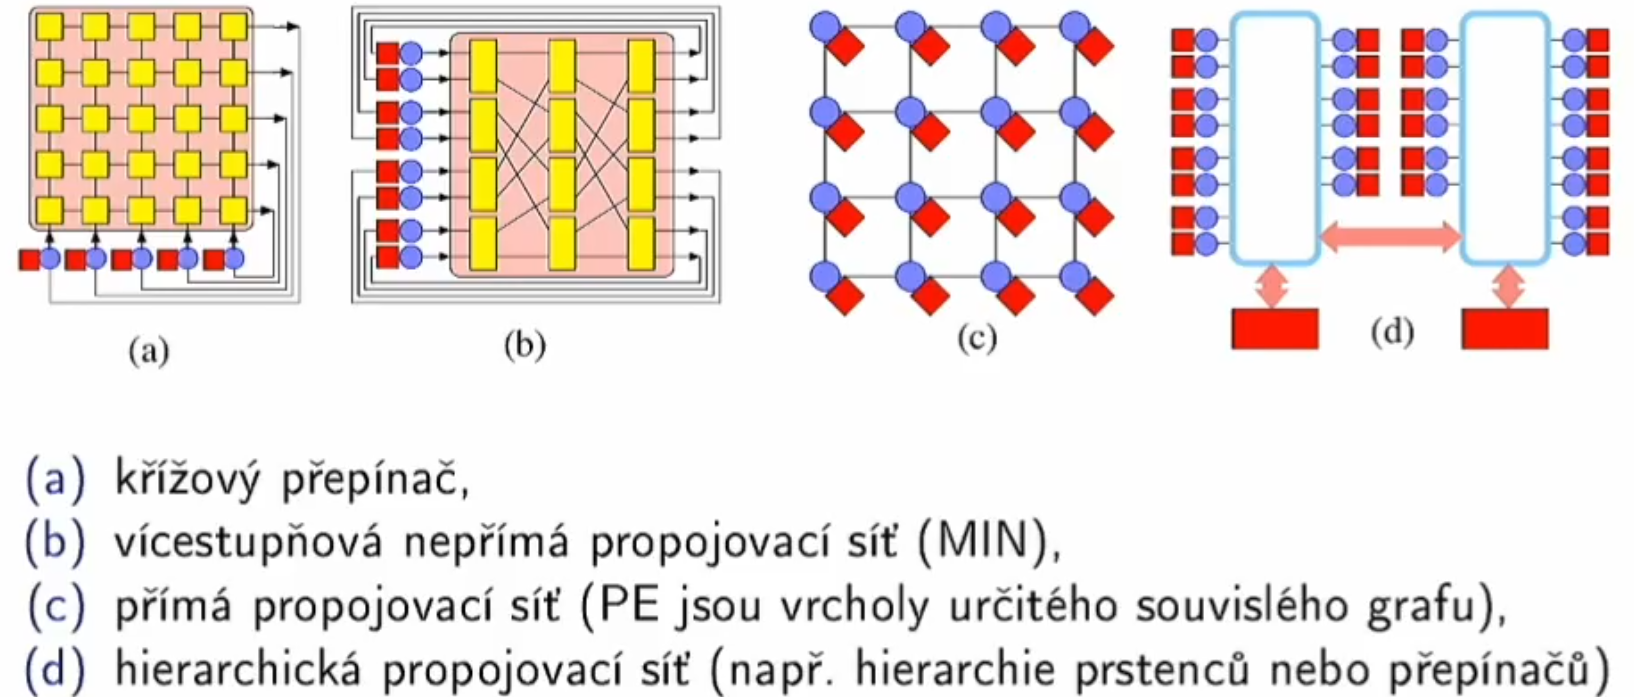 (a) (b) (c) (d)
(a) křížový přepínač,
(b) vícestupňová nepřímá propojovací síť (MIN),
(c) přímá propojovací síť (PE jsou vrcholy určitého souvislého grafu),
(d) hierarchická propojovací síť (např. hierarchie prstenců nebo přepínačů)